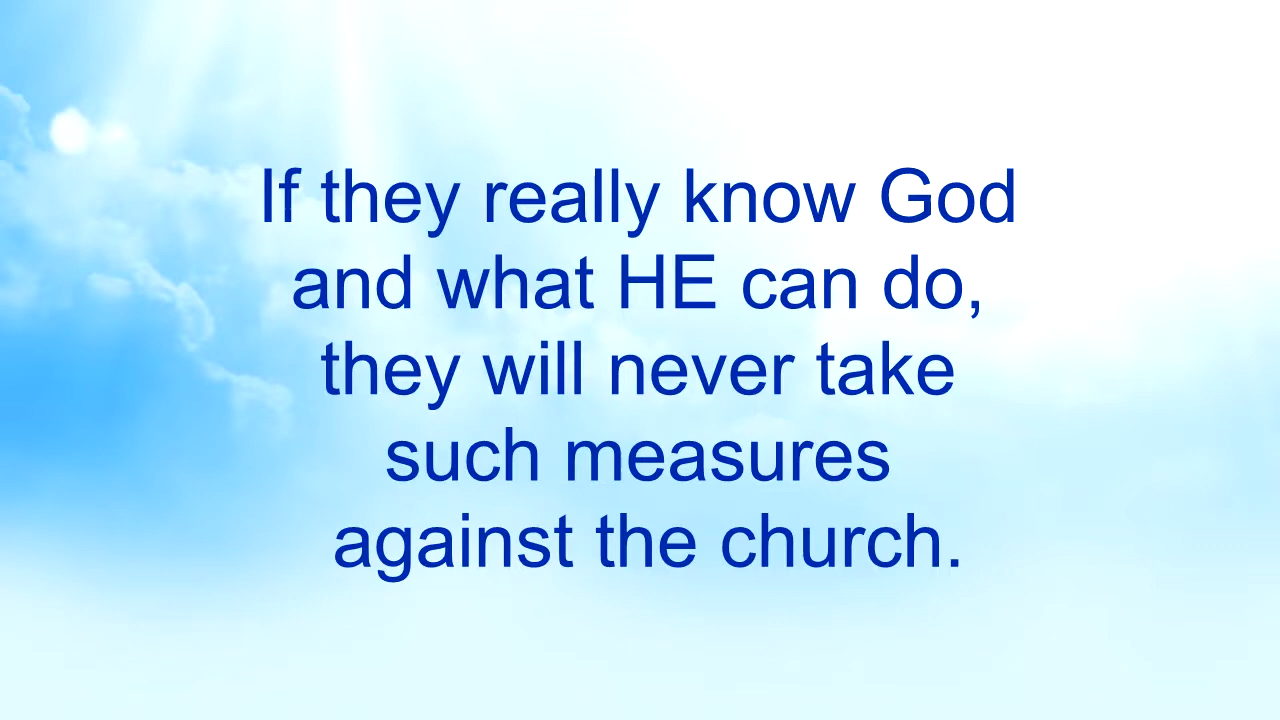 If they really know God
and what HE can do,
they will never take
such measures
against the church.